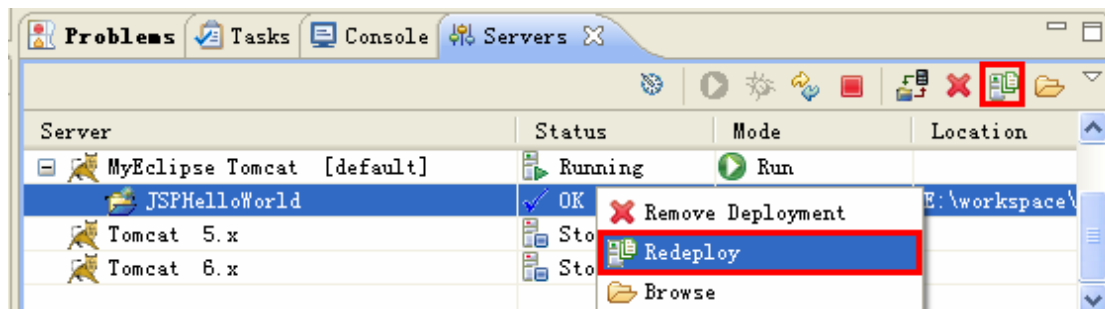 Problems Tasks Console Servers
Server Status Mode Location
MyEclipse Tomcat [default] Running Run
JSPHelloWorld OK E:\workspace\
Remove Deployment
Tomcat 5.x Sto
Redeploy
Tomcat 6.x Sto
Browse